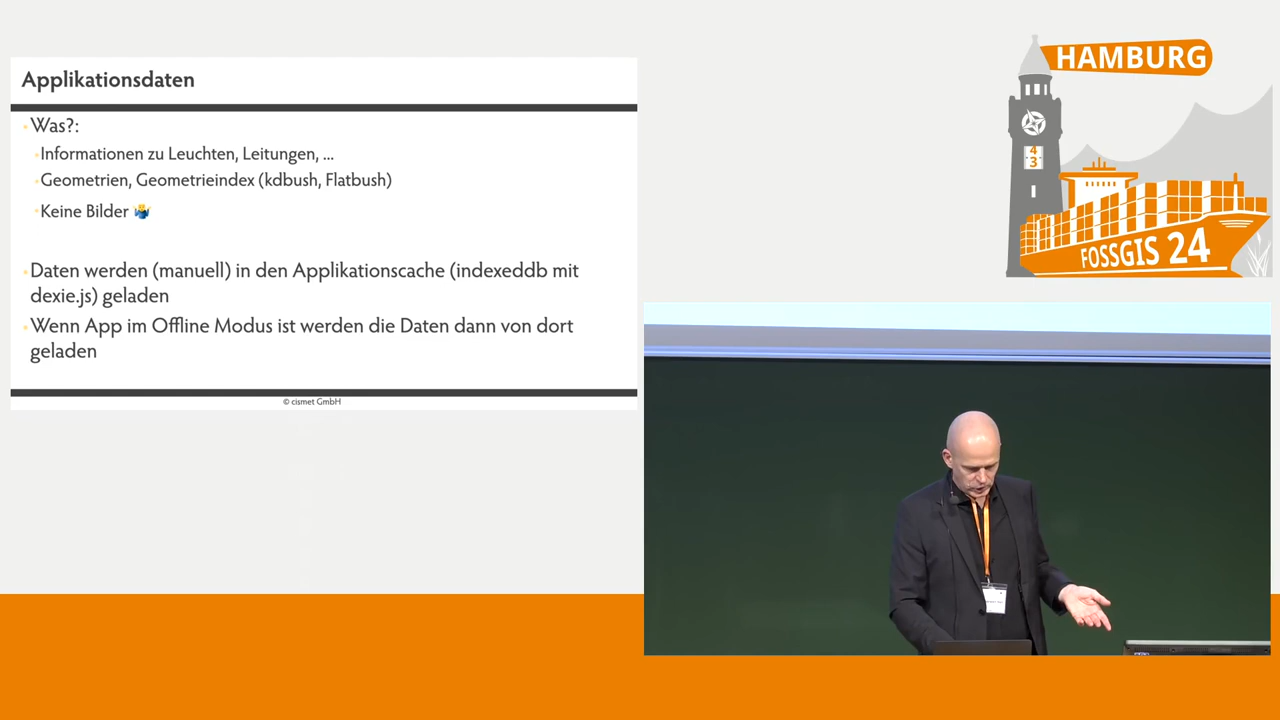 Applikationsdaten
Was?:
Informationen zu Leuchten, Leitungen, ...
Geometrien, Geometrieindex (kdbush, Flatbush)
Keine Bilder 🤷‍♂️
Daten werden (manuell) in den Applikationscache (indexeddb mit
dexie.js) geladen
Wenn App im Offline Modus ist werden die Daten dann von dort
geladen
© cismet GmbH
HAMBURG
4
3
FOSSGIS 24